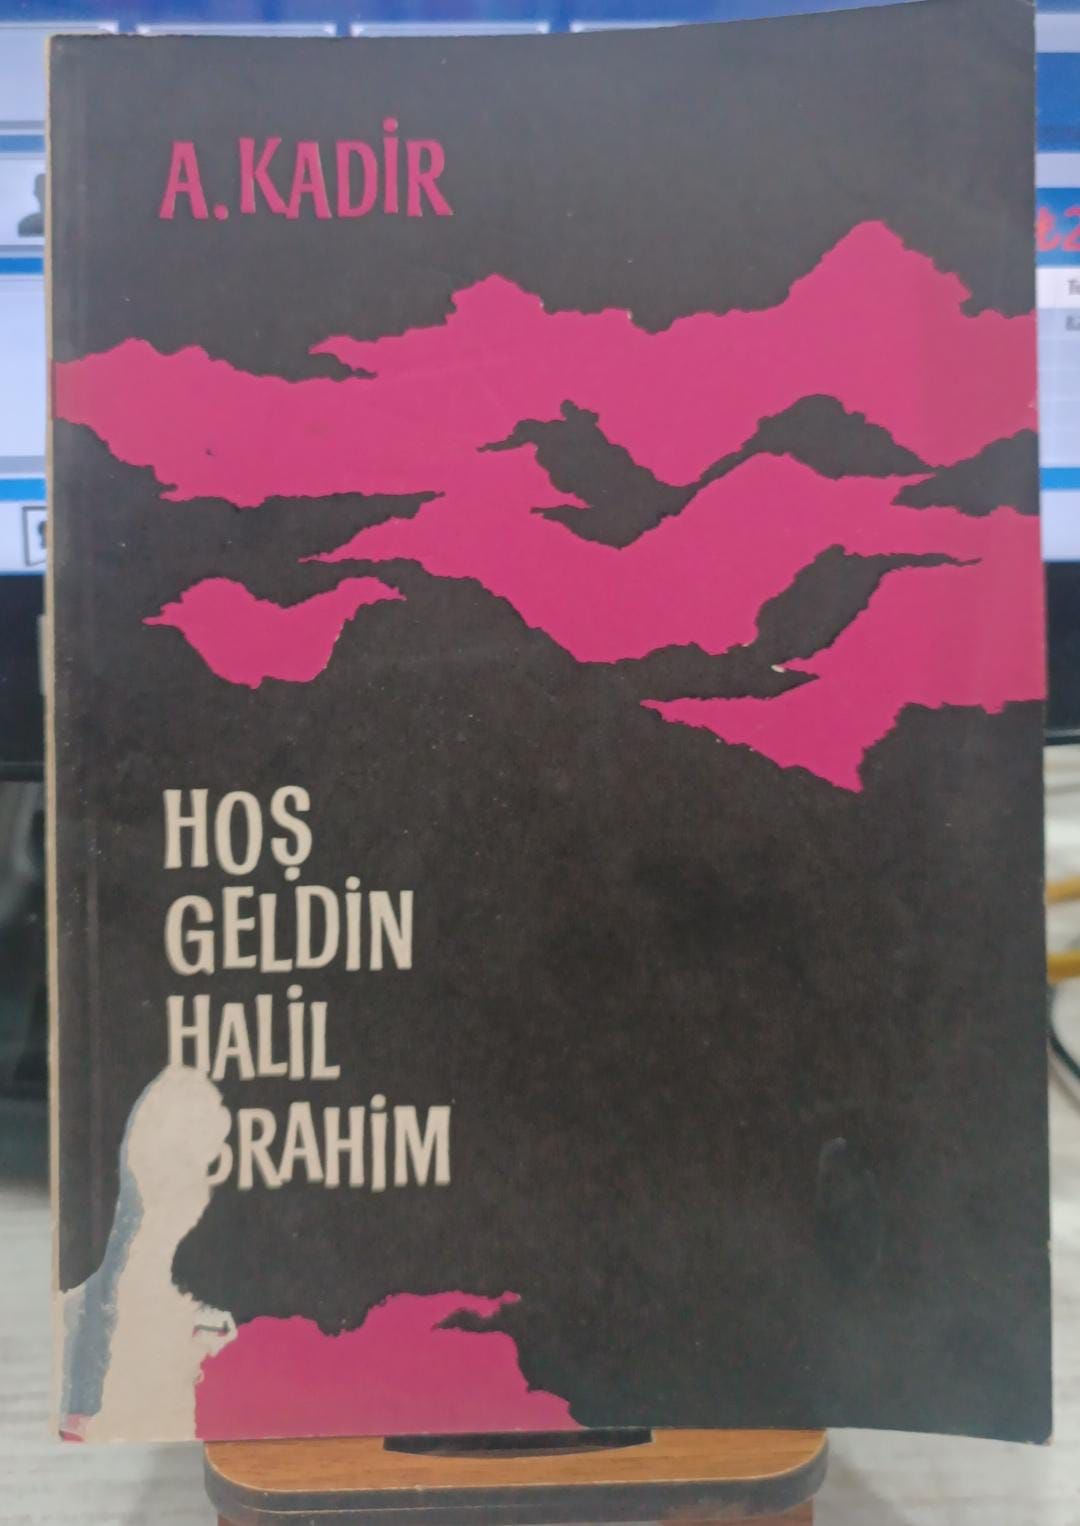 A. KADİR
HOŞ
GELDİN
HALİL
BRAHİM